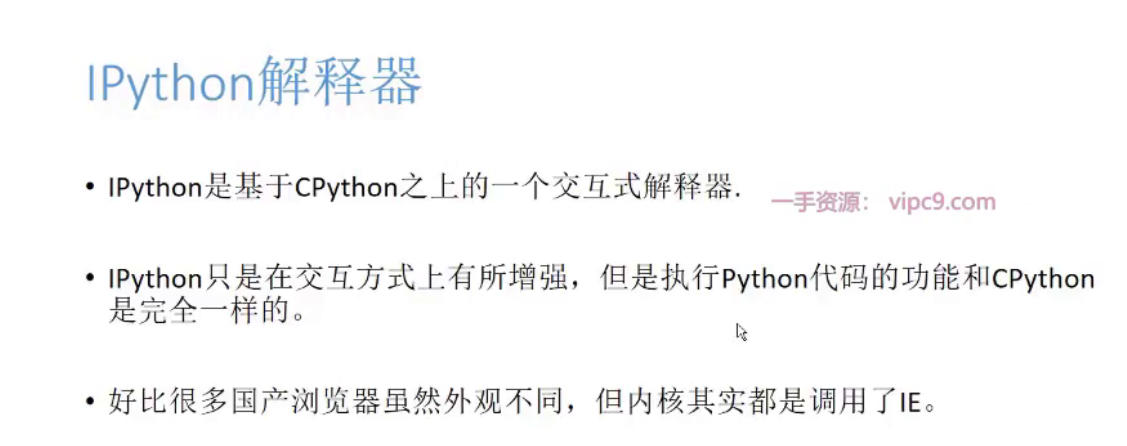 IPython解释器
• IPython是基于CPython之上的一个交互式解释器.
一手资源： vipc9.com
• IPython只是在交互方式上有所增强，但是执行Python代码的功能和CPython
是完全一样的。
• 好比很多国产浏览器虽然外观不同，但内核其实都是调用了IE。